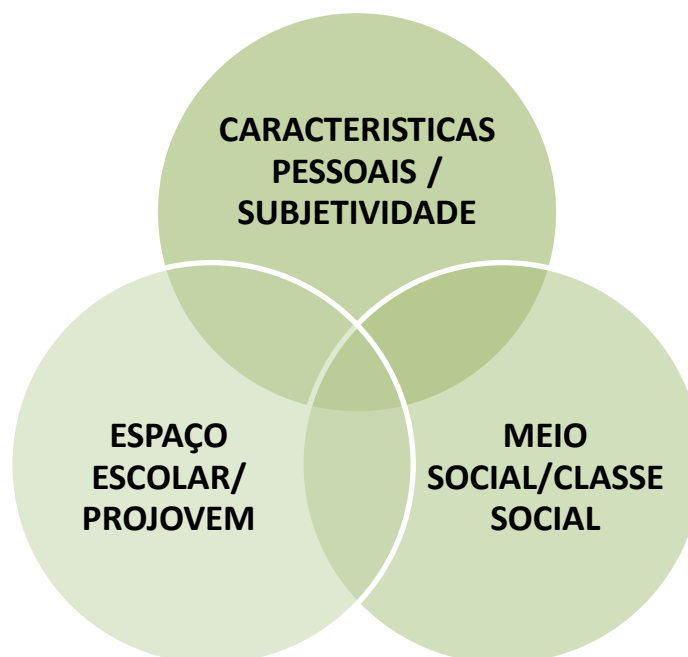 CARACTERISTICAS
PESSOAIS /
SUBJETIVIDADE
ESPAÇO
ESCOLAR/
PROJOVEM
MEIO
SOCIAL/CLASSE
SOCIAL